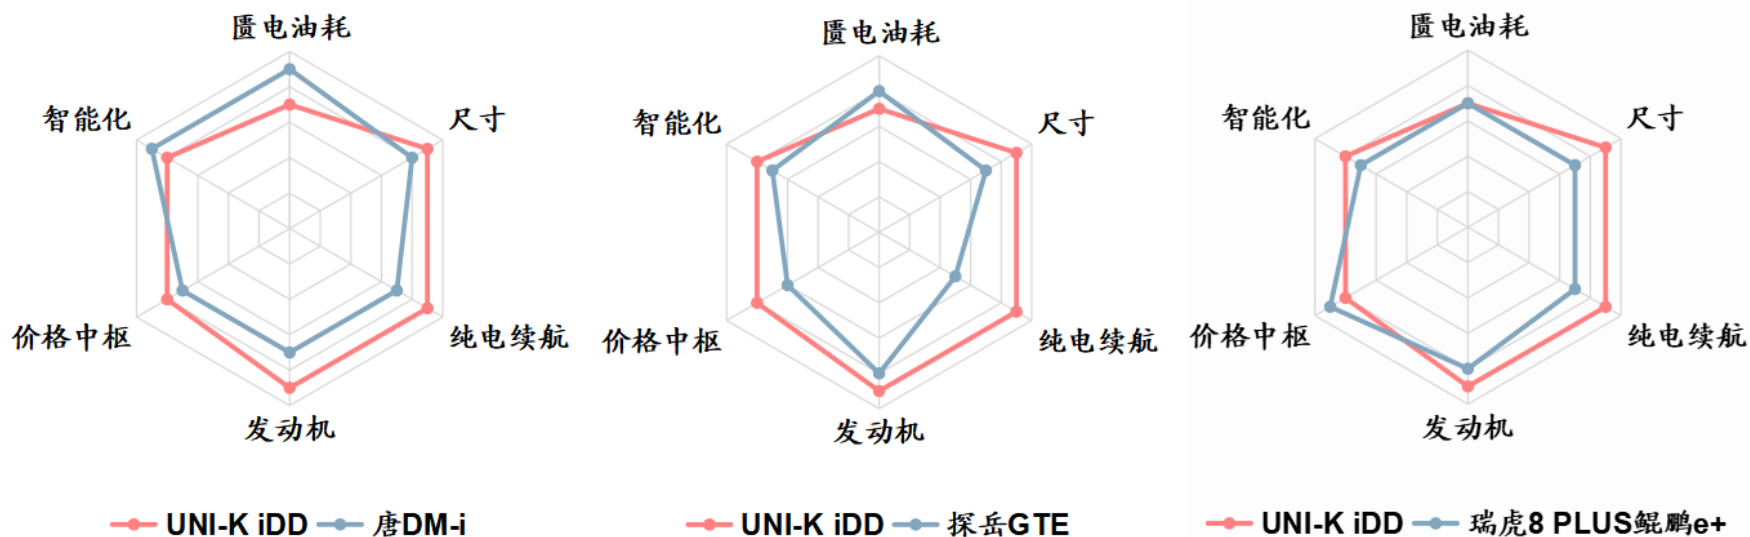 匮电油耗
尺寸
纯电续航
发动机
价格中枢
智能化
UNI-K iDD
唐DM-i
匮电油耗
尺寸
纯电续航
发动机
价格中枢
智能化
UNI-K iDD
探岳GTE
匮电油耗
尺寸
纯电续航
发动机
价格中枢
智能化
UNI-K iDD
瑞虎8 PLUS鲲鹏e+